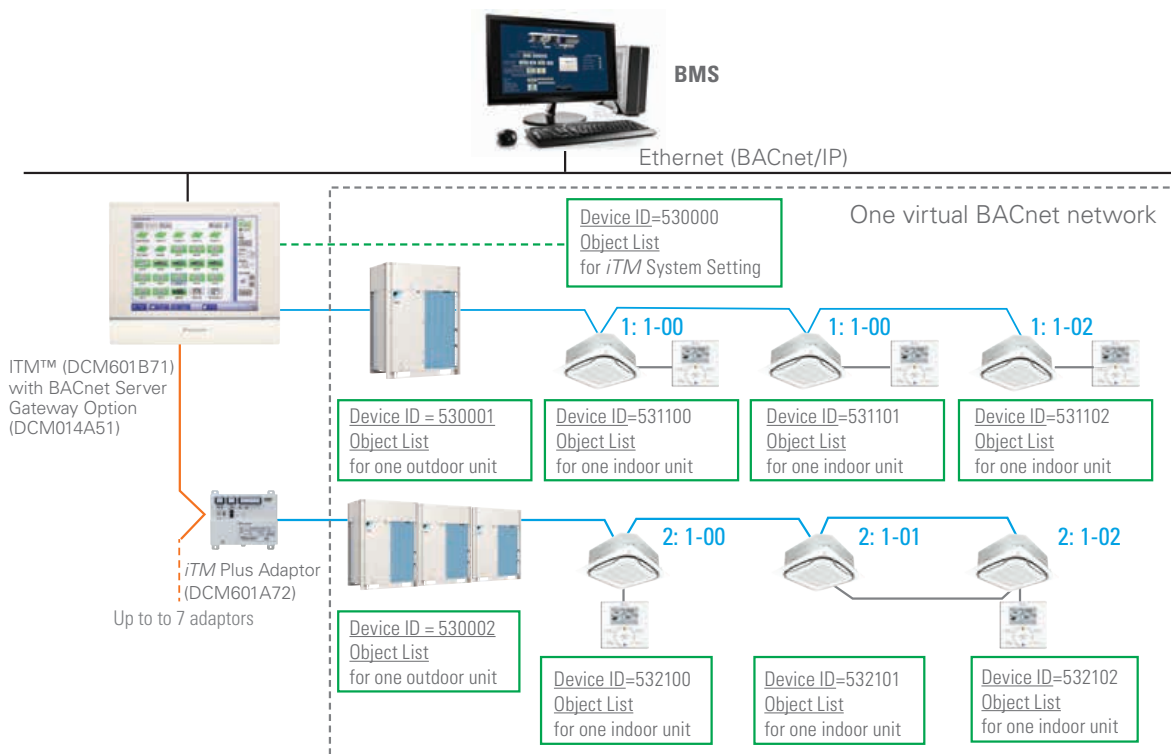 BMS
Ethernet (BACnet/IP)
Device ID=530000
Object List
for iTM System Setting
One virtual BACnet network
1: 1-00
1: 1-00
1: 1-02
ITM™ (DCM601B71)
with BACnet Server
Gateway Option
(DCM014A51)
Device ID = 530001
Object List
for one outdoor unit
Device ID=531100
Object List
for one indoor unit
Device ID=531101
Object List
for one indoor unit
Device ID=531102
Object List
for one indoor unit
2: 1-00
2: 1-01
2: 1-02
iTM Plus Adaptor
(DCM601A72)
Up to to 7 adaptors
Device ID = 530002
Object List
for one outdoor unit
Device ID=532100
Object List
for one indoor unit
Device ID=532101
Object List
for one indoor unit
Device ID=532102
Object List
for one indoor unit